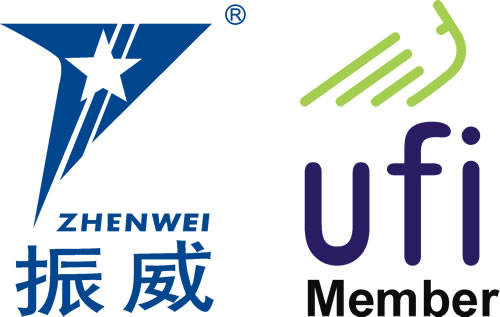 ®
ZHENWEI
振威
ufi
Member